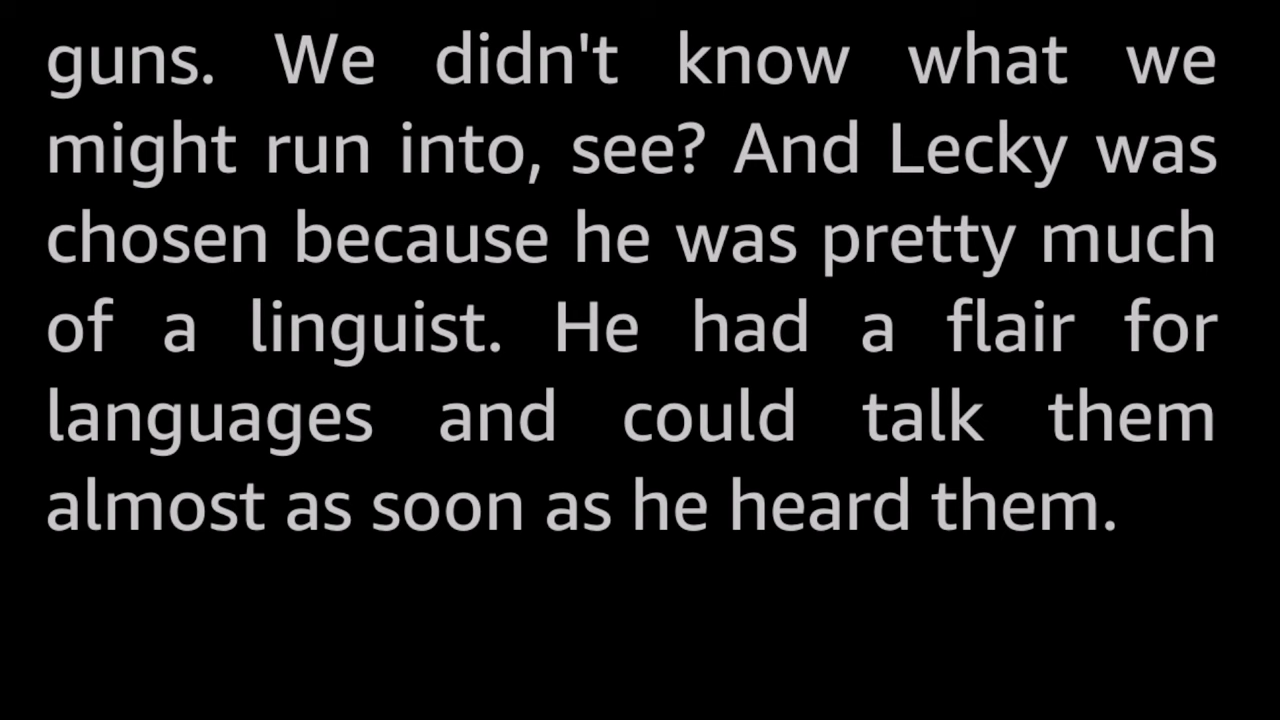 guns. We didn't know what we
might run into, see? And Lecky was
chosen because he was pretty much
of a linguist. He had a flair for
languages and could talk them
almost as soon as he heard them.